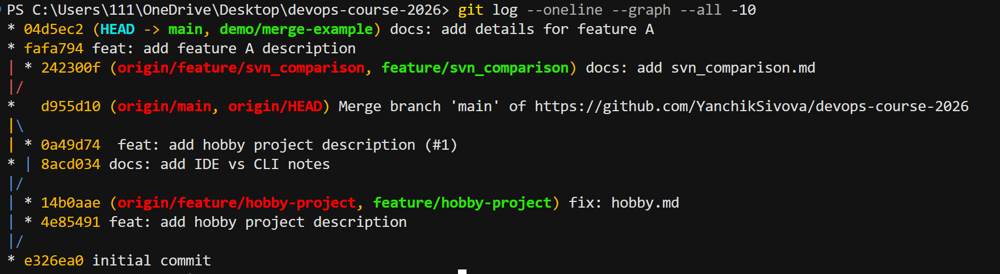 PS C:\Users\111\OneDrive\Desktop\devops-course-2026> git log --oneline --graph --all -10
* 04d5ec2 (HEAD -> main, demo/merge-example) docs: add details for feature A
* fafa794 feat: add feature A description
| * 242300f (origin/feature/svn_comparison, feature/svn_comparison) docs: add svn_comparison.md
|/
*   d955d10 (origin/main, origin/HEAD) Merge branch 'main' of https://github.com/YanchikSivova/devops-course-2026
|\
| * 0a49d74  feat: add hobby project description (#1)
* | 8acd034 docs: add IDE vs CLI notes
|/
| * 14b0aae (origin/feature/hobby-project, feature/hobby-project) fix: hobby.md
| * 4e85491 feat: add hobby project description
|/
* e326ea0 initial commit